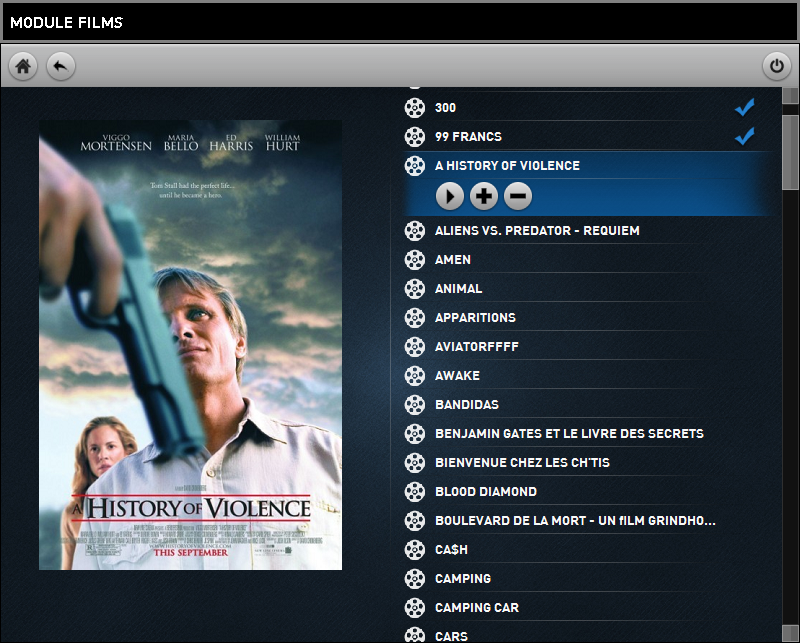 MODULE FILMS
VIGGO MORTENSEN MARIA BELLO ED HARRIS WILLIAM HURT
Tom Stall had the perfect life...
until he became a hero.
A HISTORY OF VIOLENCE
WWW.HISTORYOFVIOLENCE.COM
THIS SEPTEMBER
300
99 FRANCS
A HISTORY OF VIOLENCE
ALIENS VS. PREDATOR - REQUIEM
AMEN
ANIMAL
APPARITIONS
AVIATORFFFF
AWAKE
BANDIDAS
BENJAMIN GATES ET LE LIVRE DES SECRETS
BIENVENUE CHEZ LES CH'TIS
BLOOD DIAMOND
BOULEVARD DE LA MORT - UN fILM GRINDHO...
CA$H
CAMPING
CAMPING CAR
CARS